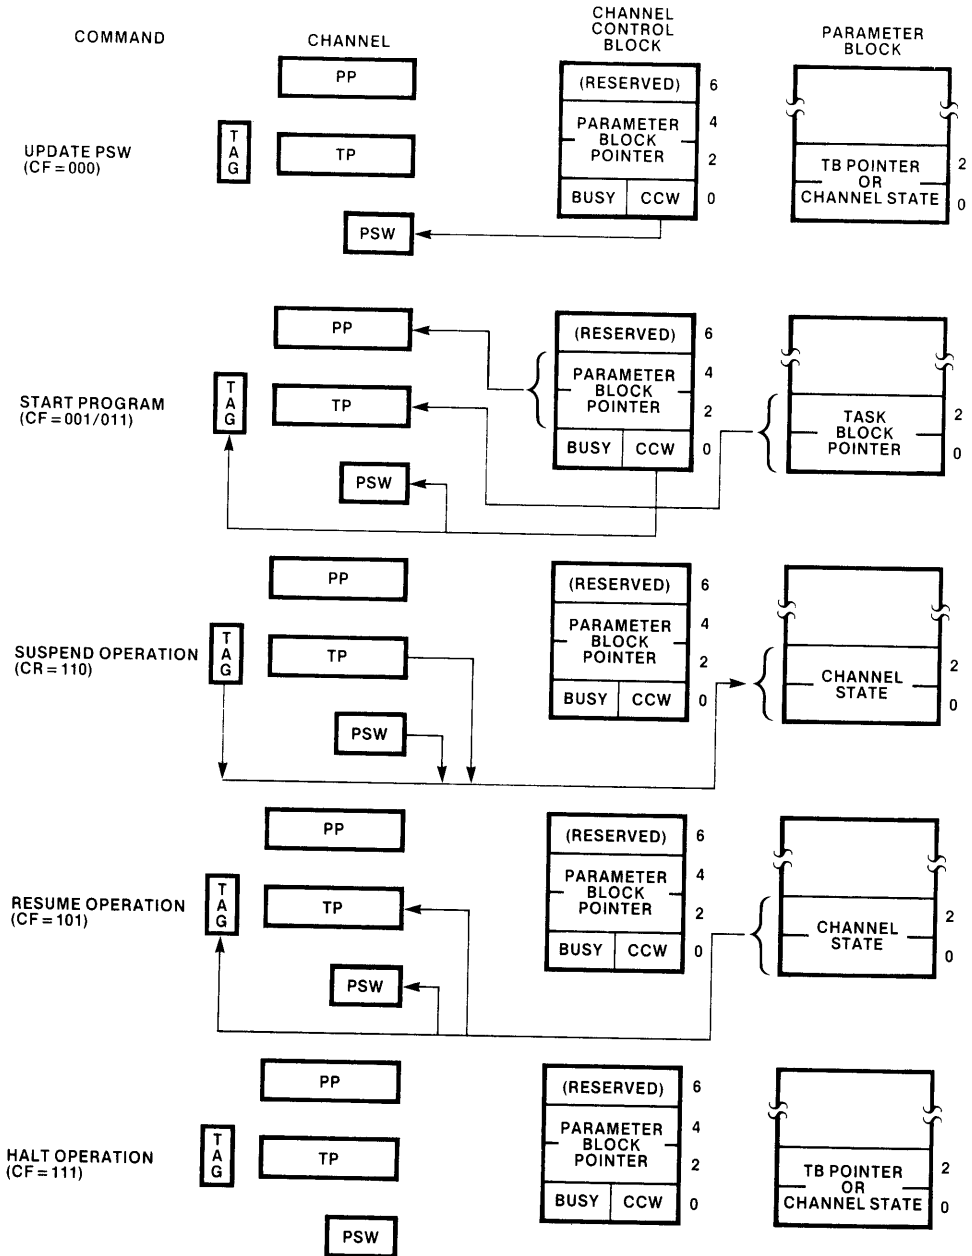 COMMAND
CHANNEL
CHANNEL
CONTROL
BLOCK
PARAMETER
BLOCK
UPDATE PSW
(CF = 000)
TAG
PP
TP
PSW
(RESERVED)
6
PARAMETER
BLOCK
POINTER
4
2
BUSY
CCW
0
TB POINTER
OR
CHANNEL STATE
2
0
START PROGRAM
(CF = 001/011)
TAG
PP
TP
PSW
(RESERVED)
6
PARAMETER
BLOCK
POINTER
4
2
BUSY
CCW
0
TASK
BLOCK
POINTER
2
0
SUSPEND OPERATION
(CR = 110)
TAG
PP
TP
PSW
(RESERVED)
6
PARAMETER
BLOCK
POINTER
4
2
BUSY
CCW
0
CHANNEL
STATE
2
0
RESUME OPERATION
(CF = 101)
TAG
PP
TP
PSW
(RESERVED)
6
PARAMETER
BLOCK
POINTER
4
2
BUSY
CCW
0
CHANNEL
STATE
2
0
HALT OPERATION
(CF = 111)
TAG
PP
TP
PSW
(RESERVED)
6
PARAMETER
BLOCK
POINTER
4
2
BUSY
CCW
0
TB POINTER
OR
CHANNEL STATE
2
0